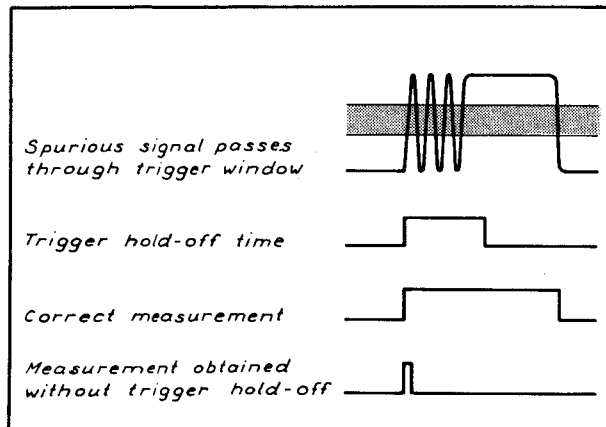 Spurious signal passes
through trigger window
Trigger hold-off time
Correct measurement
Measurement obtained
without trigger hold-off